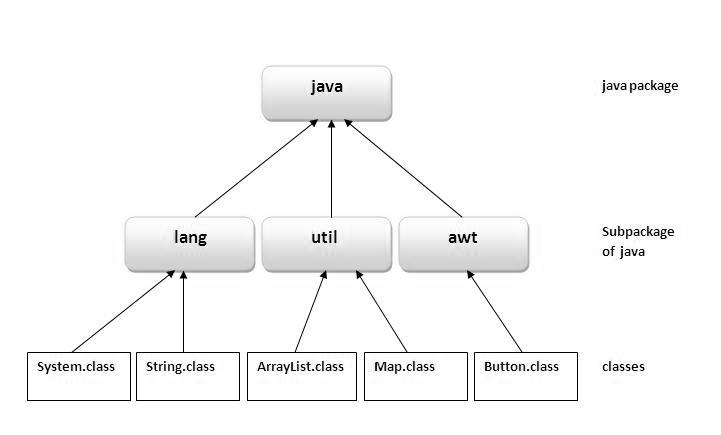 java
java package
lang
util
awt
Subpackage
of java
System.class
String.class
ArrayList.class
Map.class
Button.class
classes